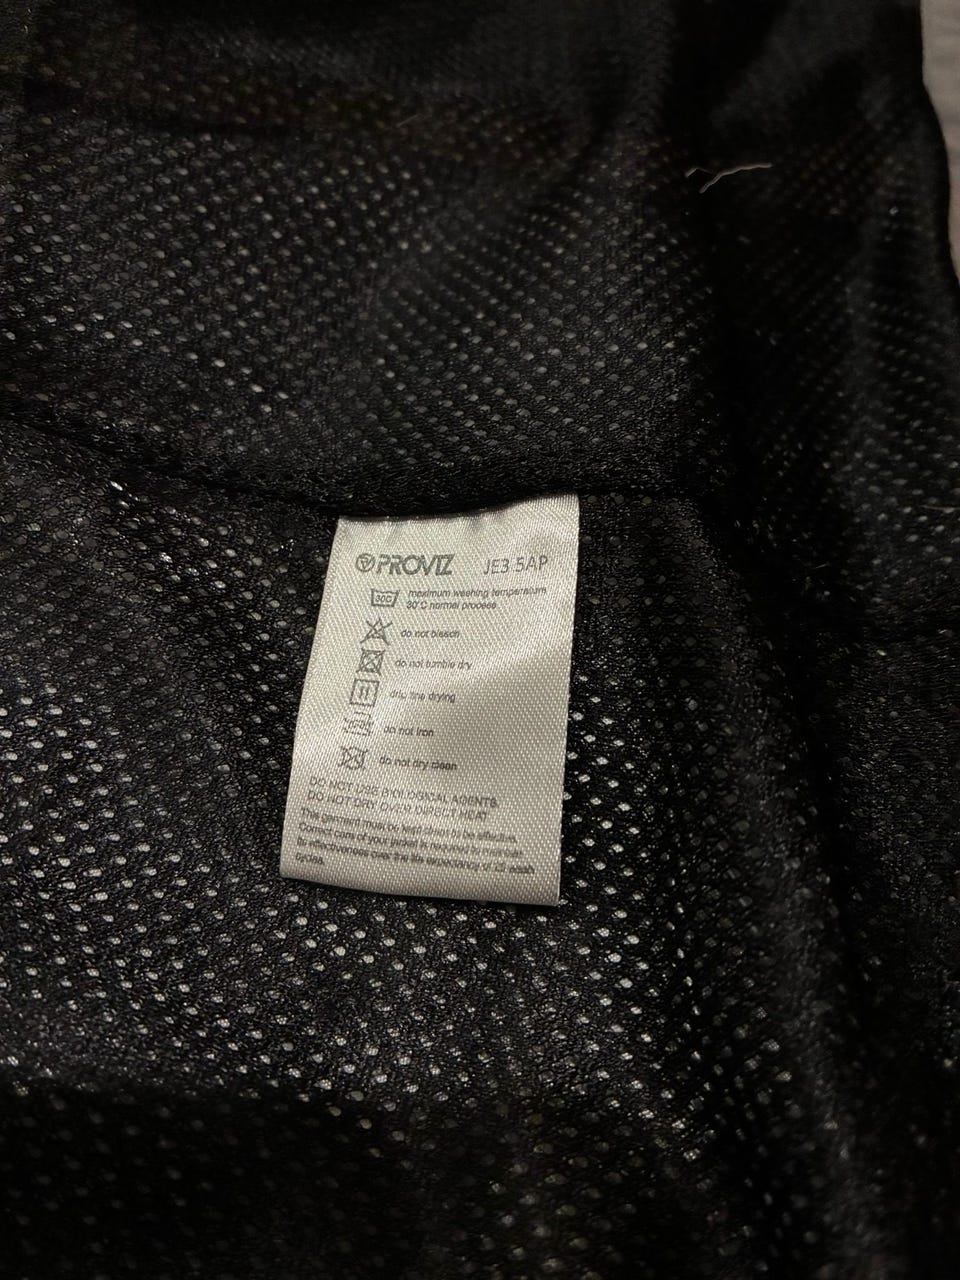 PROVIZ JE3 5AP
30C maximum washing temperature
30°C normal process
do not bleach
do not tumble dry
drip line drying
do not iron
do not dry clean
DO NOT USE BIOLOGICAL AGENTS
DO NOT DRY OVER DIRECT HEAT
This garment must be kept clean to be effective.
Correct care of your jacket is required to maintain
its effectiveness over the life expectancy of 25 wash
cycles.